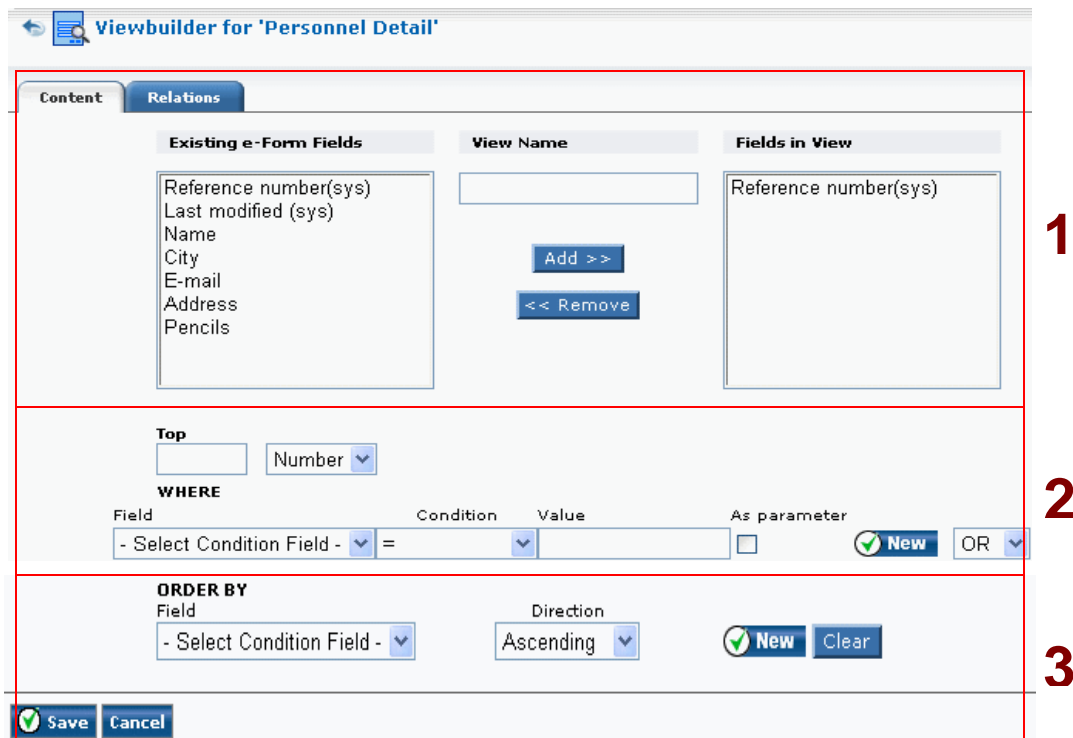 Viewbuilder for 'Personnel Detail'
Content Relations
Existing e-Form Fields View Name Fields in View
Reference number(sys) Reference number(sys)
Last modified (sys)
Name
City
E-mail
Address
Pencils
Add >>
<< Remove
1
Top
Number
WHERE
Field Condition Value As parameter
- Select Condition Field - = New OR
2
ORDER BY
Field Direction
- Select Condition Field - Ascending New Clear
3
Save Cancel